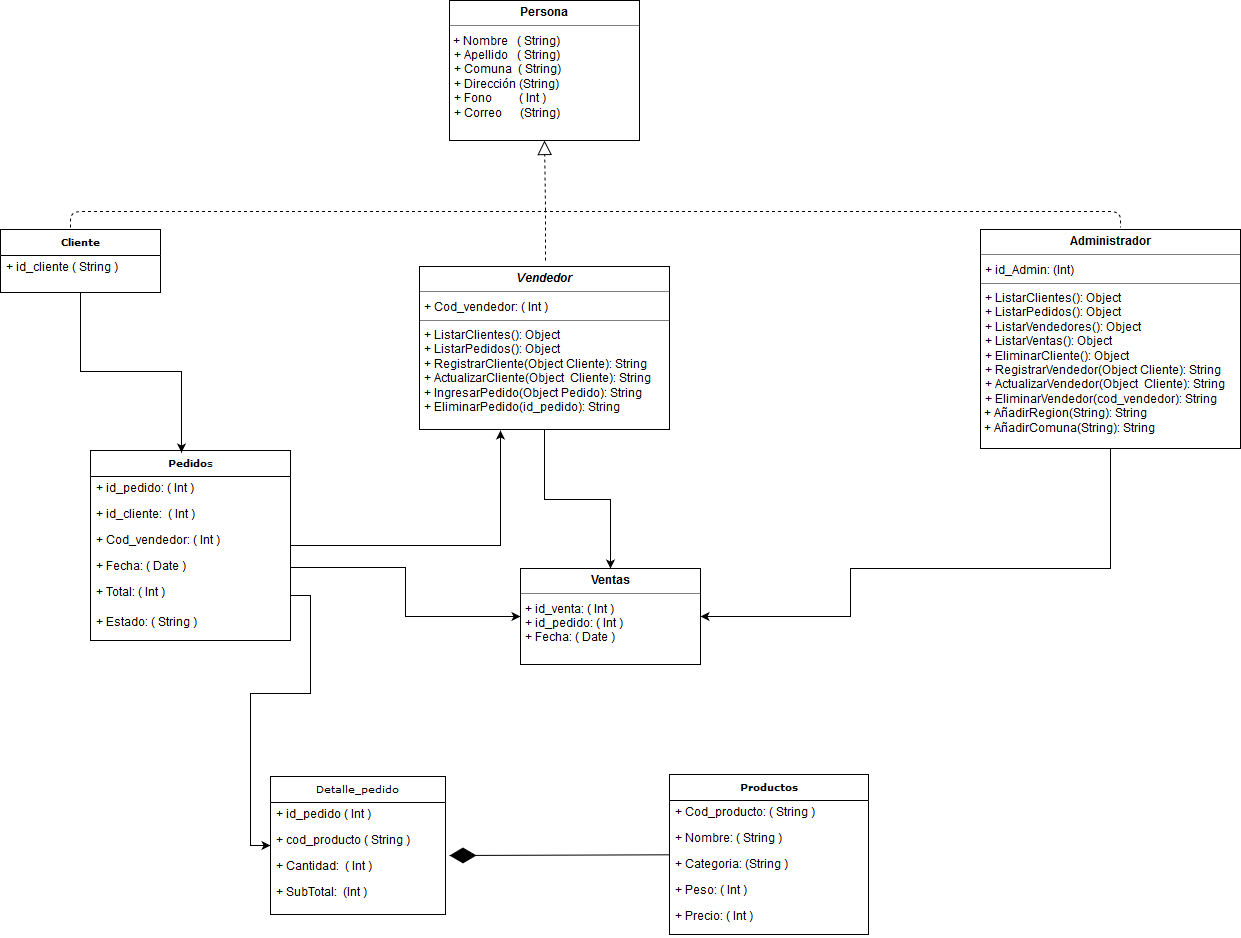 Persona
+ Nombre ( String)
+ Apellido ( String)
+ Comuna ( String)
+ Dirección (String)
+ Fono ( Int )
+ Correo (String)
Cliente
+ id_cliente ( String )
Vendedor
+ Cod_vendedor: ( Int )
+ ListarClientes(): Object
+ ListarPedidos(): Object
+ RegistrarCliente(Object Cliente): String
+ ActualizarCliente(Object Cliente): String
+ IngresarPedido(Object Pedido): String
+ EliminarPedido(id_pedido): String
Administrador
+ id_Admin: (Int)
+ ListarClientes(): Object
+ ListarPedidos(): Object
+ ListarVendedores(): Object
+ ListarVentas(): Object
+ EliminarCliente(): Object
+ RegistrarVendedor(Object Cliente): String
+ ActualizarVendedor(Object Cliente): String
+ EliminarVendedor(cod_vendedor): String
+ AñadirRegion(String): String
+ AñadirComuna(String): String
Pedidos
+ id_pedido: ( Int )
+ id_cliente: ( Int )
+ Cod_vendedor: ( Int )
+ Fecha: ( Date )
+ Total: ( Int )
+ Estado: ( String )
Ventas
+ id_venta: ( Int )
+ id_pedido: ( Int )
+ Fecha: ( Date )
Detalle_pedido
+ id_pedido ( Int )
+ cod_producto ( String )
+ Cantidad: ( Int )
+ SubTotal: (Int )
Productos
+ Cod_producto: ( String )
+ Nombre: ( String )
+ Categoria: (String )
+ Peso: ( Int )
+ Precio: ( Int )